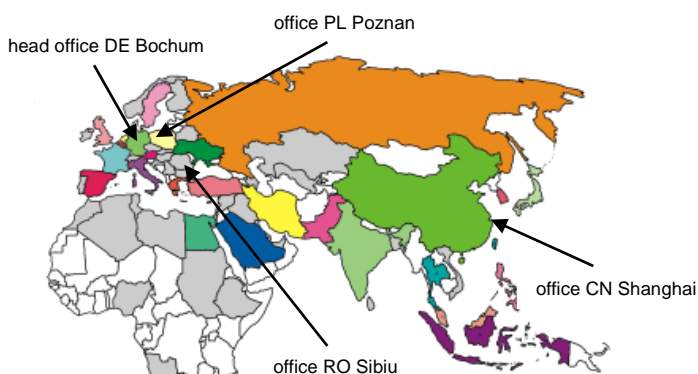 office PL Poznan
head office DE Bochum
office CN Shanghai
office RO Sibiu